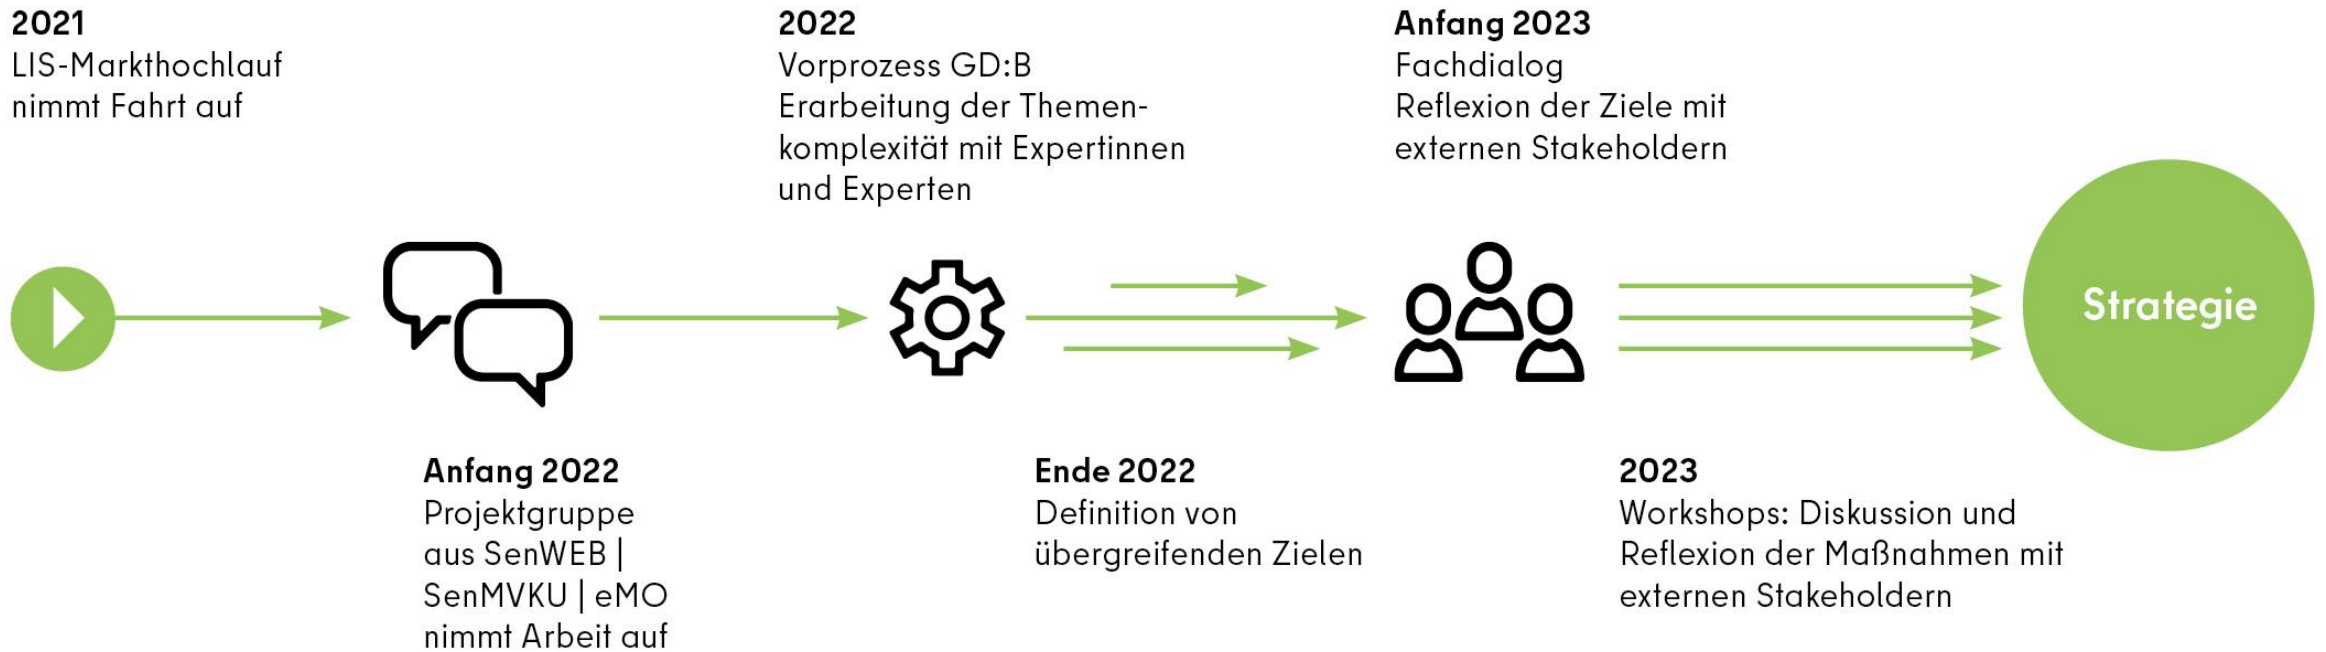 2021
LIS-Markthochlauf
nimmt Fahrt auf
Anfang 2022
Projektgruppe
aus SenWEB |
SenMVKU | eMO
nimmt Arbeit auf
2022
Vorprozess GD:B
Erarbeitung der Themen-
komplexität mit Expertinnen
und Experten
Ende 2022
Definition von
übergreifenden Zielen
Anfang 2023
Fachdialog
Reflexion der Ziele mit
externen Stakeholdern
2023
Workshops: Diskussion und
Reflexion der Maßnahmen mit
externen Stakeholdern
Strategie